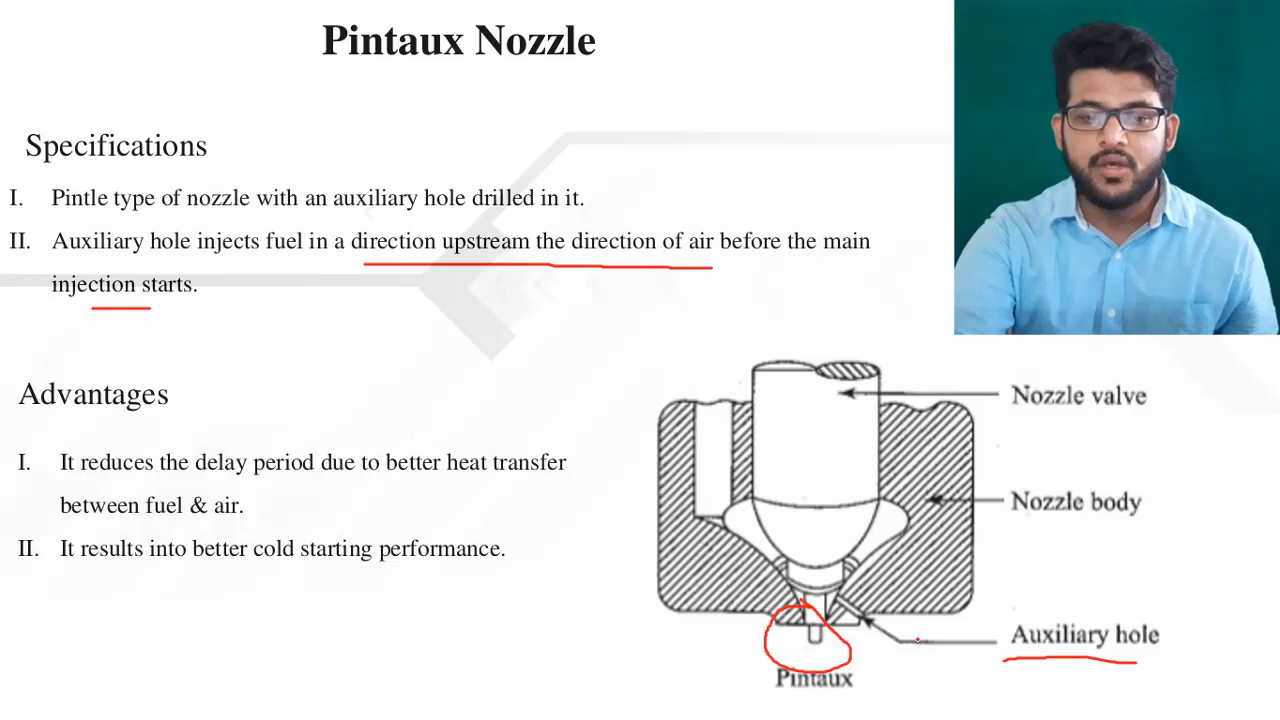 Pintaux Nozzle
Specifications
I. Pintle type of nozzle with an auxiliary hole drilled in it.
II. Auxiliary hole injects fuel in a direction upstream the direction of air before the main
injection starts.
Advantages
I. It reduces the delay period due to better heat transfer
between fuel & air.
II. It results into better cold starting performance.
Nozzle valve
Nozzle body
Auxiliary hole
Pintaux